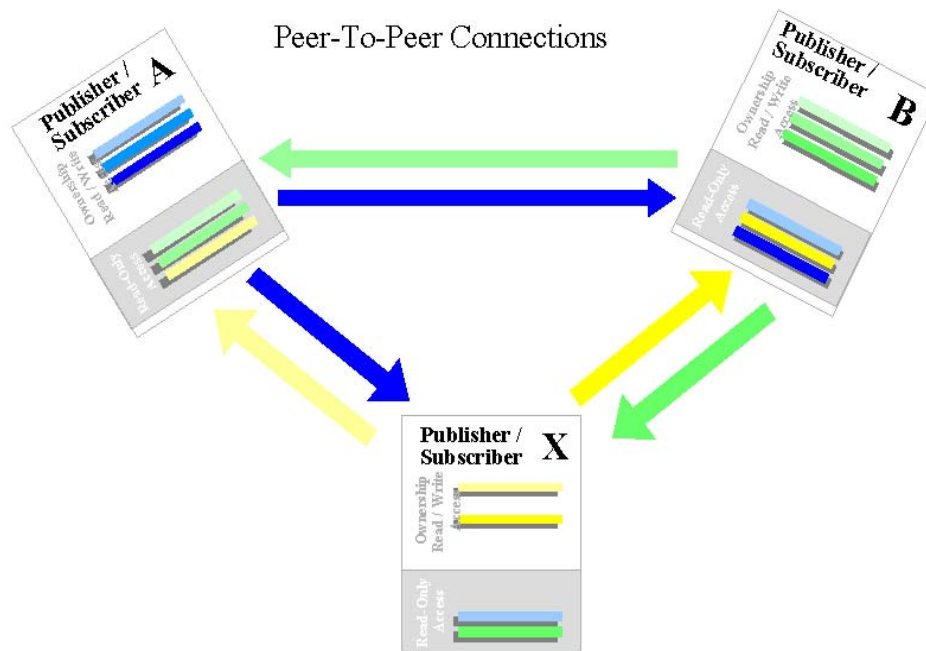 Peer-To-Peer Connections
Publisher /
Subscriber
A
Ownership
Read / Write
Read-Only
Access
Publisher /
Subscriber
B
Ownership
Read / Write
Access
Read-Only
Access
Publisher /
Subscriber
X
Ownership
Read / Write
Access
Read-Only
Access